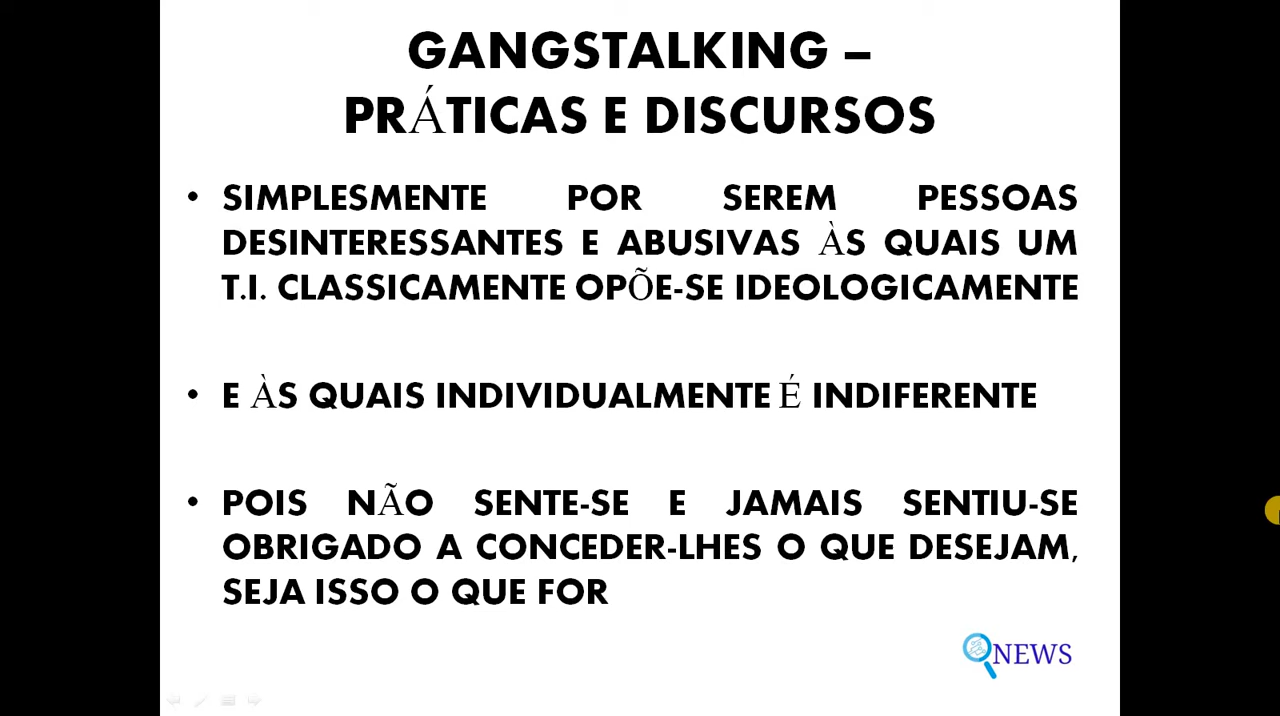 GANGSTALKING –
PRÁTICAS E DISCURSOS
• SIMPLESMENTE POR SEREM PESSOAS
DESINTERESSANTES E ABUSIVAS ÀS QUAIS UM
T.I. CLASSICAMENTE OPÕE-SE IDEOLOGICAMENTE
• E ÀS QUAIS INDIVIDUALMENTE É INDIFERENTE
• POIS NÃO SENTE-SE E JAMAIS SENTIU-SE
OBRIGADO A CONCEDER-LHES O QUE DESEJAM,
SEJA ISSO O QUE FOR
NEWS